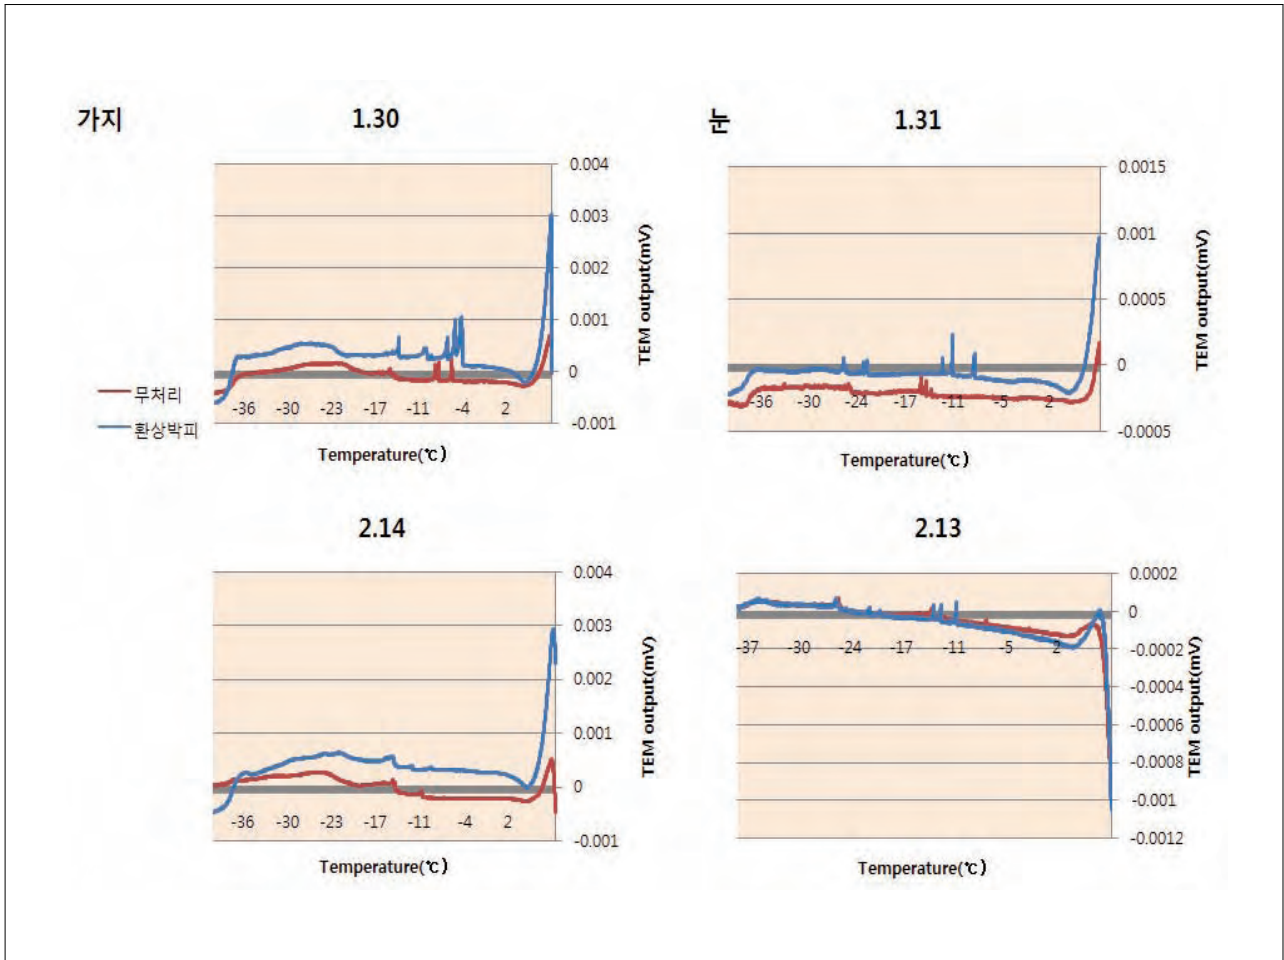 가지
1.30
0.004
0.003
0.002
0.001
0
-0.001
-36 -30 -23 -17 -11 -4 2
TEM output(mV)
Temperature(℃)
무처리
환상박피
눈
1.31
0.0015
0.001
0.0005
0
-0.0005
-36 -30 -24 -17 -11 -5 2
TEM output(mV)
Temperature(℃)
2.14
0.004
0.003
0.002
0.001
0
-0.001
-36 -30 -23 -17 -11 -4 2
TEM output(mV)
Temperature(℃)
2.13
0.0002
0
-0.0002
-0.0004
-0.0006
-0.0008
-0.001
-0.0012
-37 -30 -24 -17 -11 -5 2
TEM output(mV)
Temperature(℃)